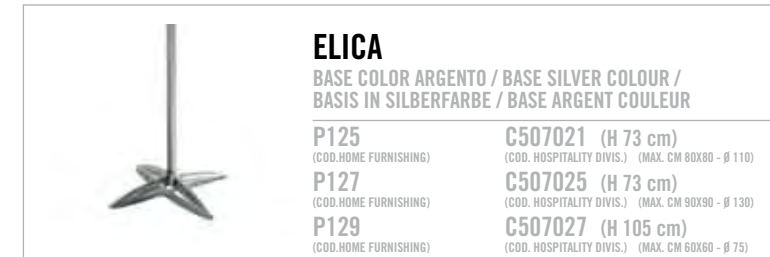 ELICA
BASE COLOR ARGENTO / BASE SILVER COLOUR /
BASIS IN SILBERFARBE / BASE ARGENT COULEUR
P125 C507021 (H 73 cm)
(COD.HOME FURNISHING) (COD. HOSPITALITY DIVIS.) (MAX. CM 80X80 - Ø 110)
P127 C507025 (H 73 cm)
(COD.HOME FURNISHING) (COD. HOSPITALITY DIVIS.) (MAX. CM 90X90 - Ø 130)
P129 C507027 (H 105 cm)
(COD.HOME FURNISHING) (COD. HOSPITALITY DIVIS.) (MAX. CM 60X60 - Ø 75)